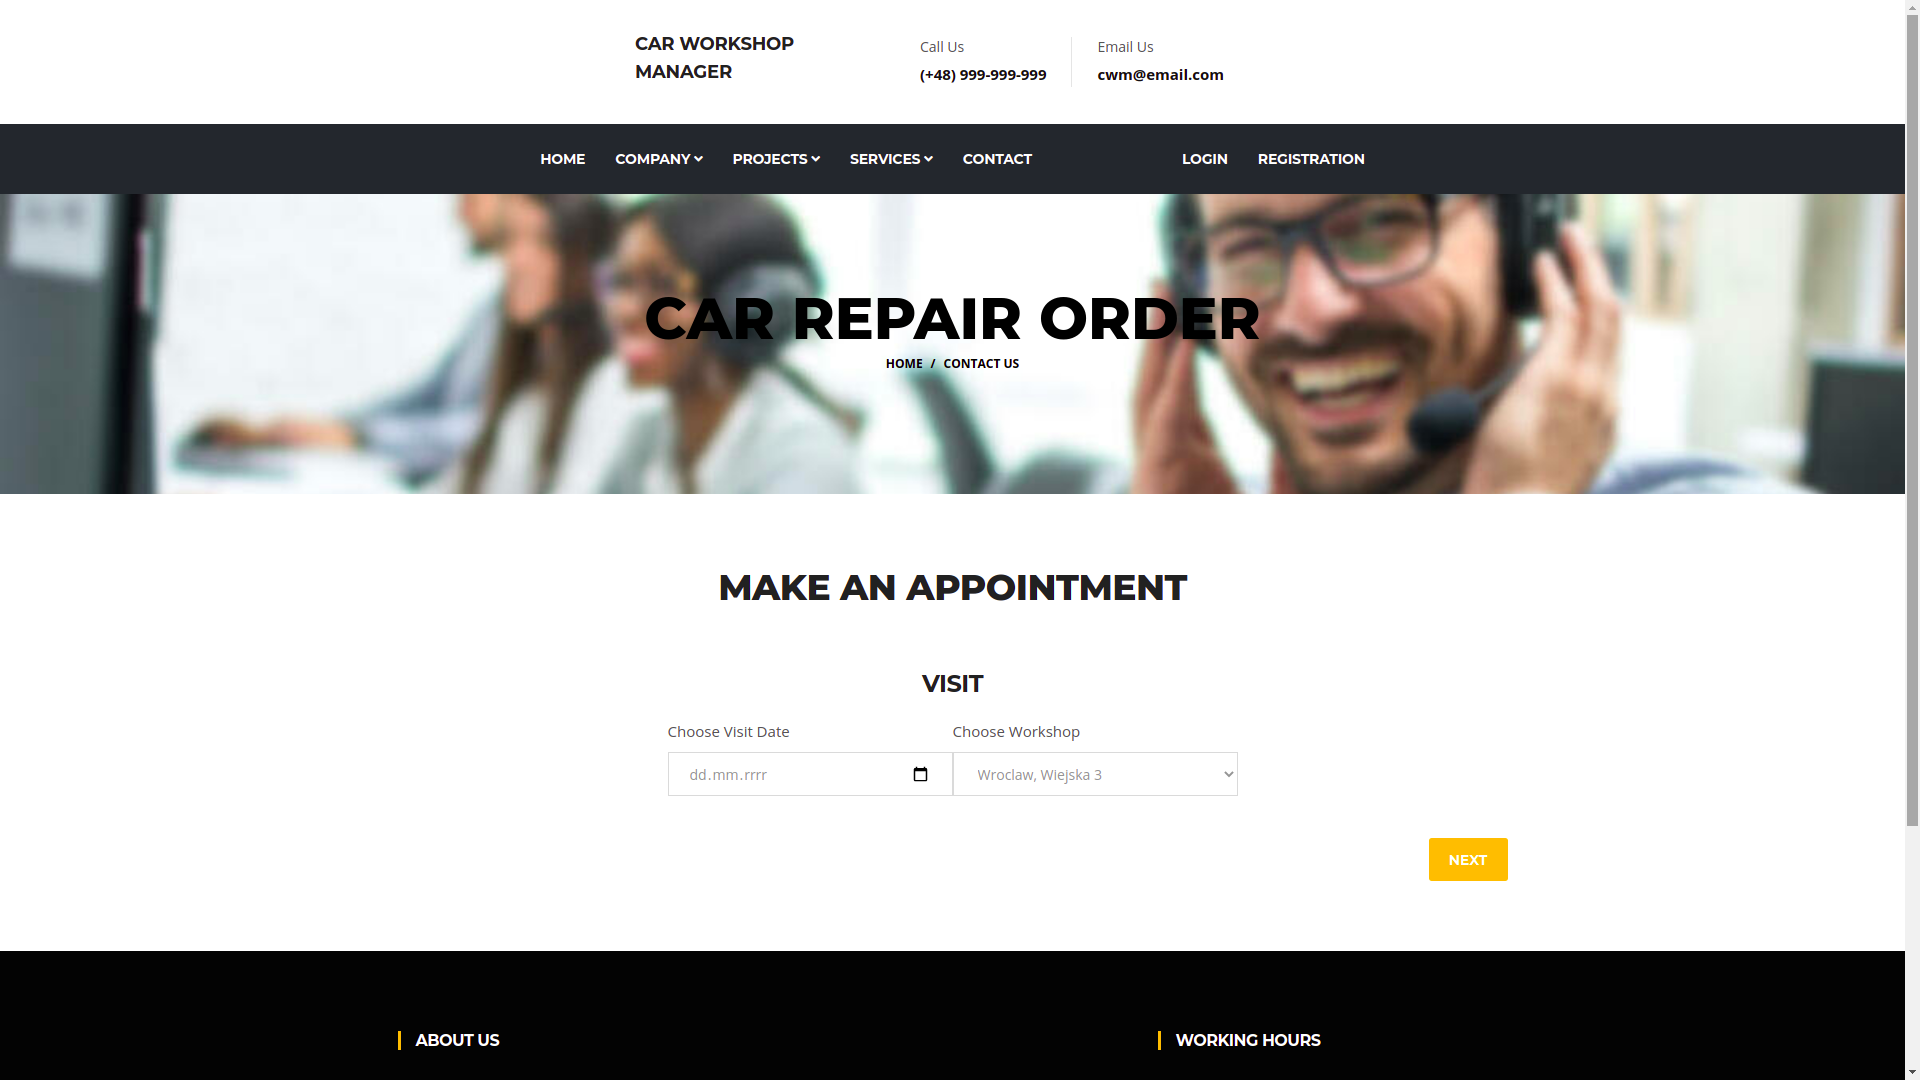 CAR WORKSHOP
MANAGER
Call Us
(+48) 999-999-999
Email Us
cwm@email.com
HOME COMPANY PROJECTS SERVICES CONTACT LOGIN REGISTRATION
CAR REPAIR ORDER
HOME / CONTACT US
MAKE AN APPOINTMENT
VISIT
Choose Visit Date
dd.mm.rrrr
Choose Workshop
Wroclaw, Wiejska 3
NEXT
ABOUT US
WORKING HOURS